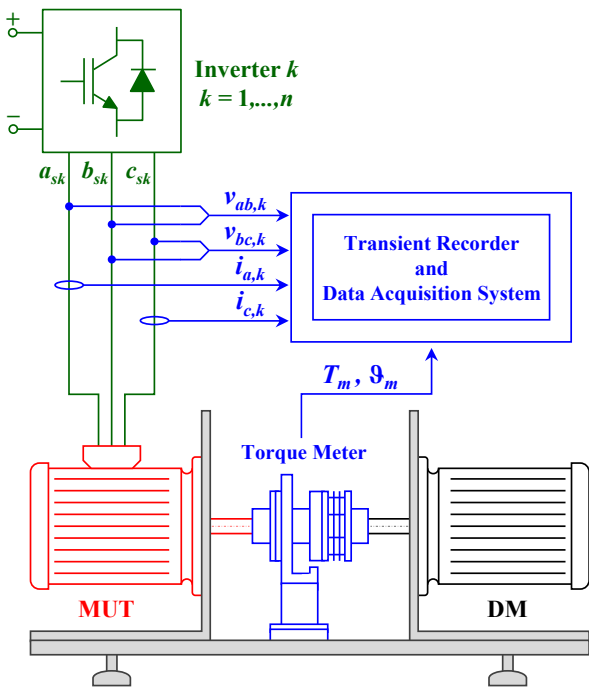 +
Inverter k
k = 1,...,n
−
a_sk b_sk c_sk
v_ab,k
v_bc,k
i_a,k
i_c,k
Transient Recorder
and
Data Acquisition System
T_m , ϑ_m
Torque Meter
MUT
DM